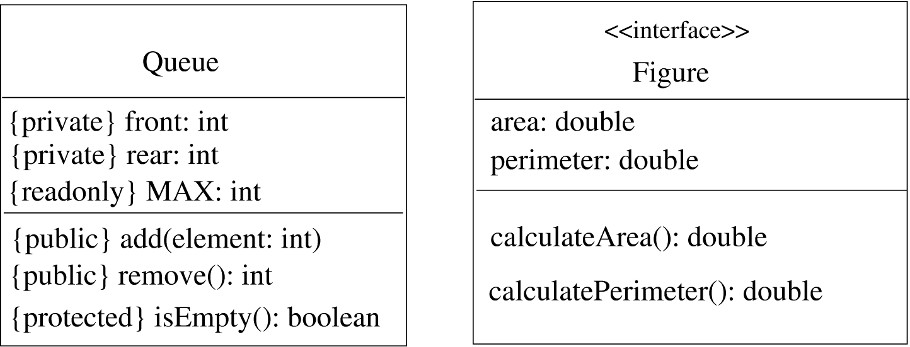 Queue
{private} front: int
{private} rear: int
{readonly} MAX: int
{public} add(element: int)
{public} remove(): int
{protected} isEmpty(): boolean
<<interface>>
Figure
area: double
perimeter: double
calculateArea(): double
calculatePerimeter(): double